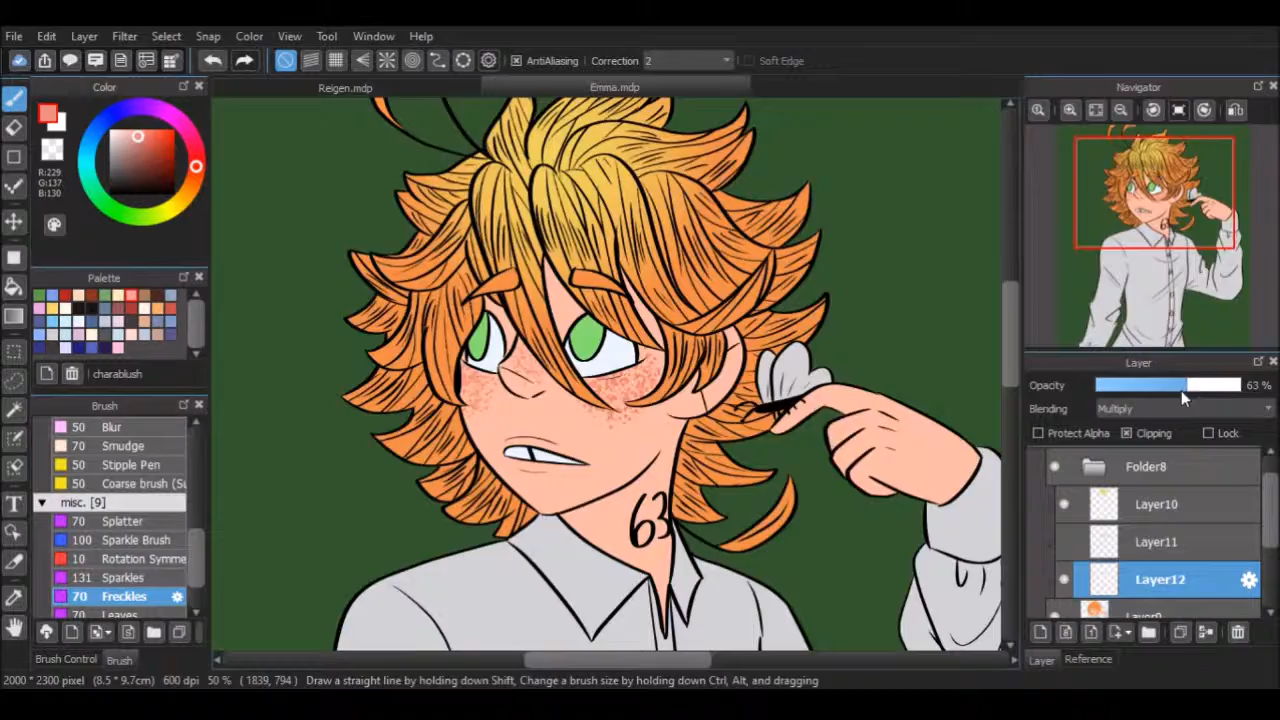 File Edit Layer Filter Select Snap Color View Tool Window Help
AntiAliasing Correction 2 Soft Edge
Color
Reigen.mdp Emma.mdp
Navigator
R:229
G:137
B:130
Palette
charablush
Brush
50 Blur
70 Smudge
50 Stipple Pen
50 Coarse brush (Su
misc. [9]
70 Splatter
100 Sparkle Brush
10 Rotation Symme
131 Sparkles
70 Freckles
70 Leaves
Brush Control Brush
63
Layer
Opacity 63 %
Blending Multiply
Protect Alpha Clipping Lock
Folder8
Layer10
Layer11
Layer12
Layer9
Layer Reference
2000 * 2300 pixel (8.5 * 9.7cm) 600 dpi 50 % ( 1839, 794 ) Draw a straight line by holding down Shift, Change a brush size by holding down Ctrl, Alt, and dragging